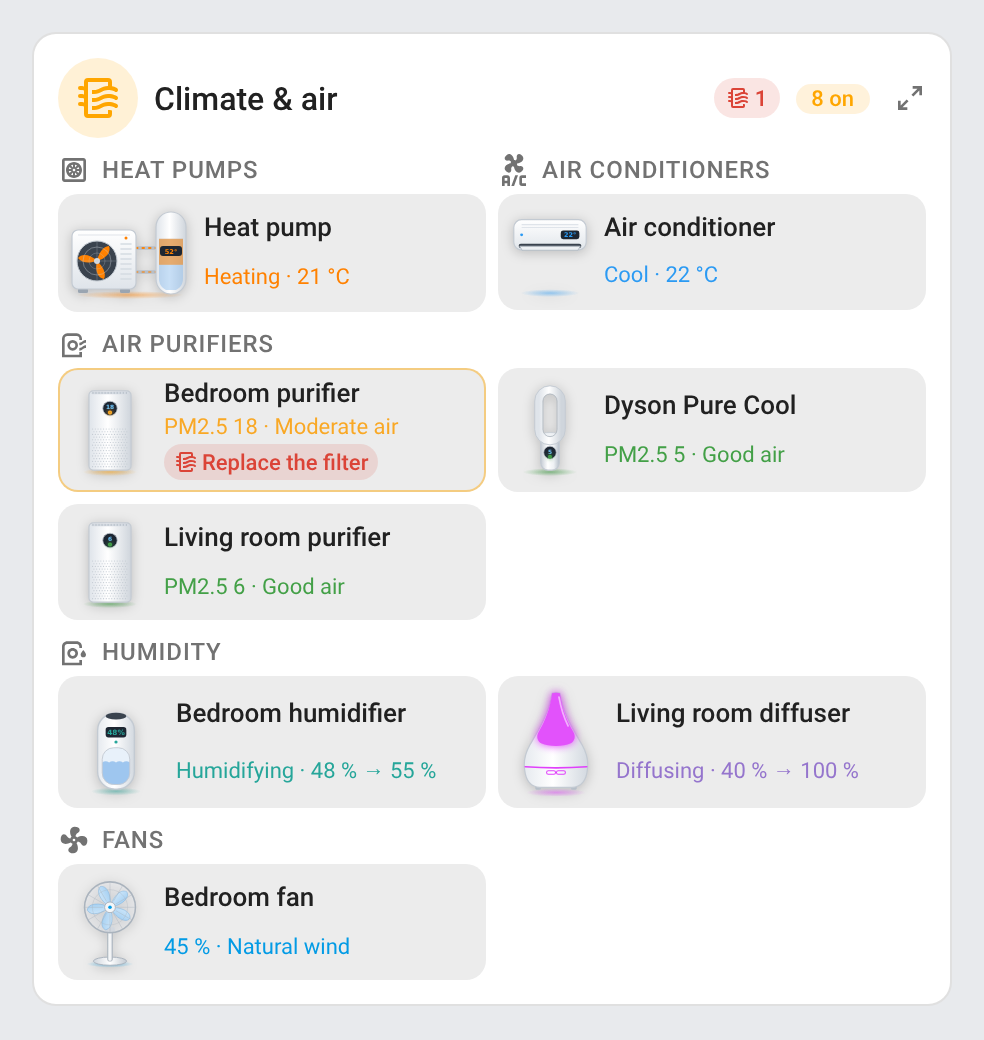 Climate & air
1
8 on
HEAT PUMPS
AIR CONDITIONERS
52°
Heat pump
Heating · 21 °C
22°
Air conditioner
Cool · 22 °C
AIR PURIFIERS
18
Bedroom purifier
PM2.5 18 · Moderate air
Replace the filter
5
Dyson Pure Cool
PM2.5 5 · Good air
6
Living room purifier
PM2.5 6 · Good air
HUMIDITY
48%
Bedroom humidifier
Humidifying · 48 % → 55 %
Living room diffuser
Diffusing · 40 % → 100 %
FANS
Bedroom fan
45 % · Natural wind
A/C